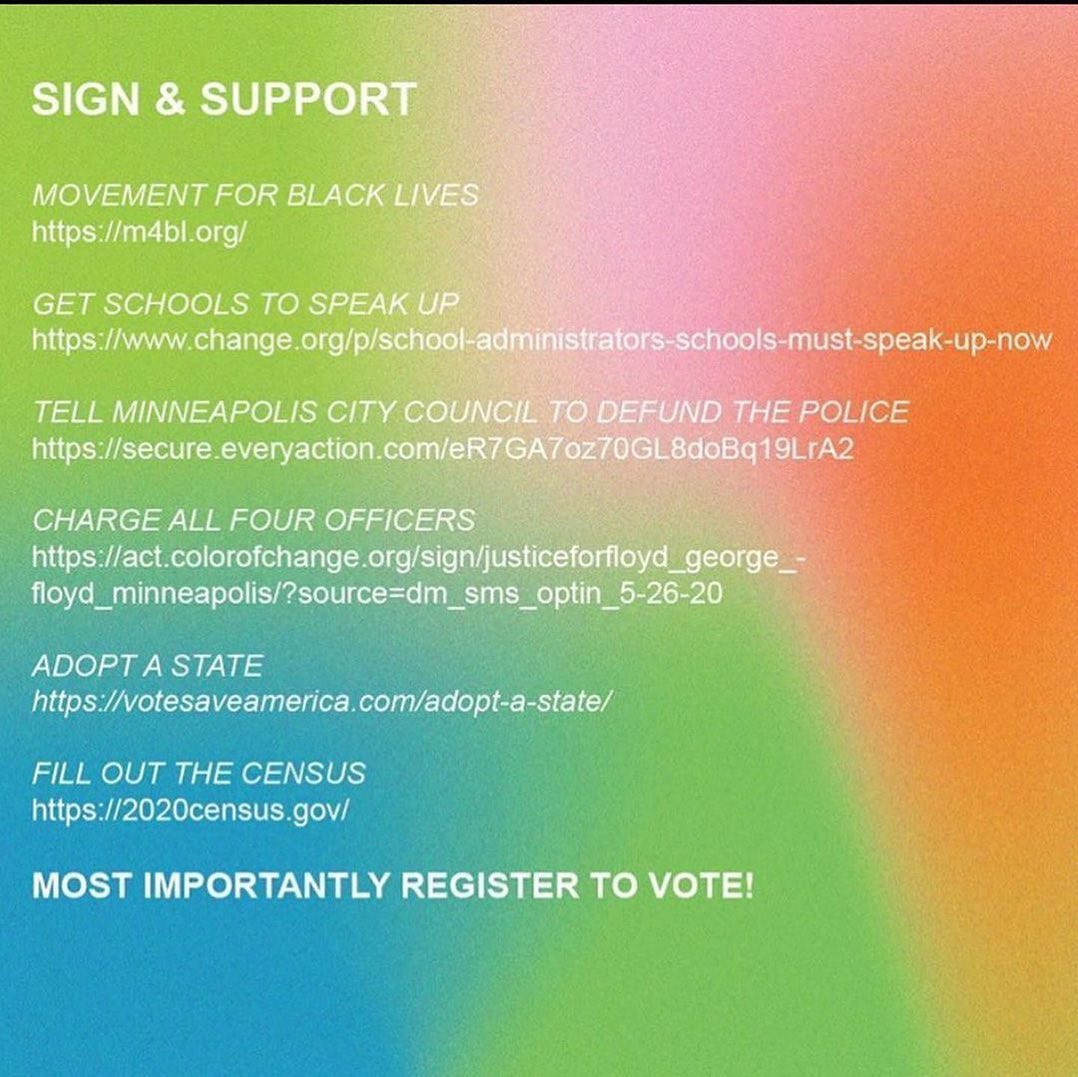 SIGN & SUPPORT
MOVEMENT FOR BLACK LIVES
https://m4bl.org/
GET SCHOOLS TO SPEAK UP
https://www.change.org/p/school-administrators-schools-must-speak-up-now
TELL MINNEAPOLIS CITY COUNCIL TO DEFUND THE POLICE
https://secure.everyaction.com/eR7GA7oz70GL8doBq19LrA2
CHARGE ALL FOUR OFFICERS
https://act.colorofchange.org/sign/justiceforfloyd_george_-
floyd_minneapolis/?source=dm_sms_optin_5-26-20
ADOPT A STATE
https://votesaveamerica.com/adopt-a-state/
FILL OUT THE CENSUS
https://2020census.gov/
MOST IMPORTANTLY REGISTER TO VOTE!